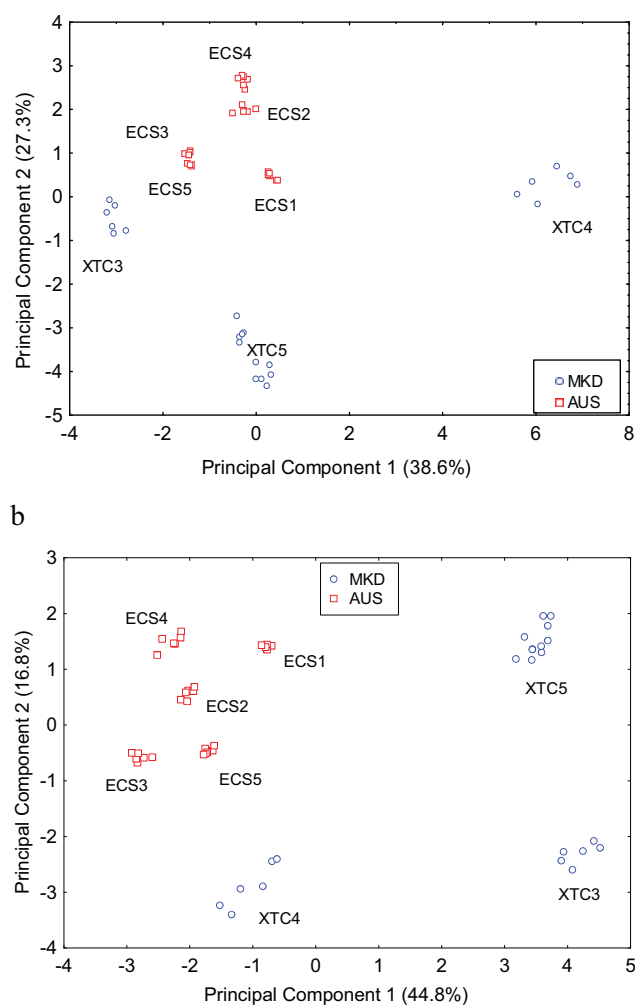 4
ECS4
3
ECS2
2
ECS3
1
ECS5
ECS1
0
XTC4
-1
XTC3
-2
-3
XTC5
-4
MKD
AUS
-5
-4 -2 0 2 4 6 8
Principal Component 2 (27.3%)
Principal Component 1 (38.6%)
b
3
MKD
AUS
2
ECS4
ECS1
1
XTC5
ECS2
0
-1
ECS3
ECS5
-2
-3
XTC4
XTC3
-4
-4 -3 -2 -1 0 1 2 3 4 5
Principal Component 2 (16.8%)
Principal Component 1 (44.8%)